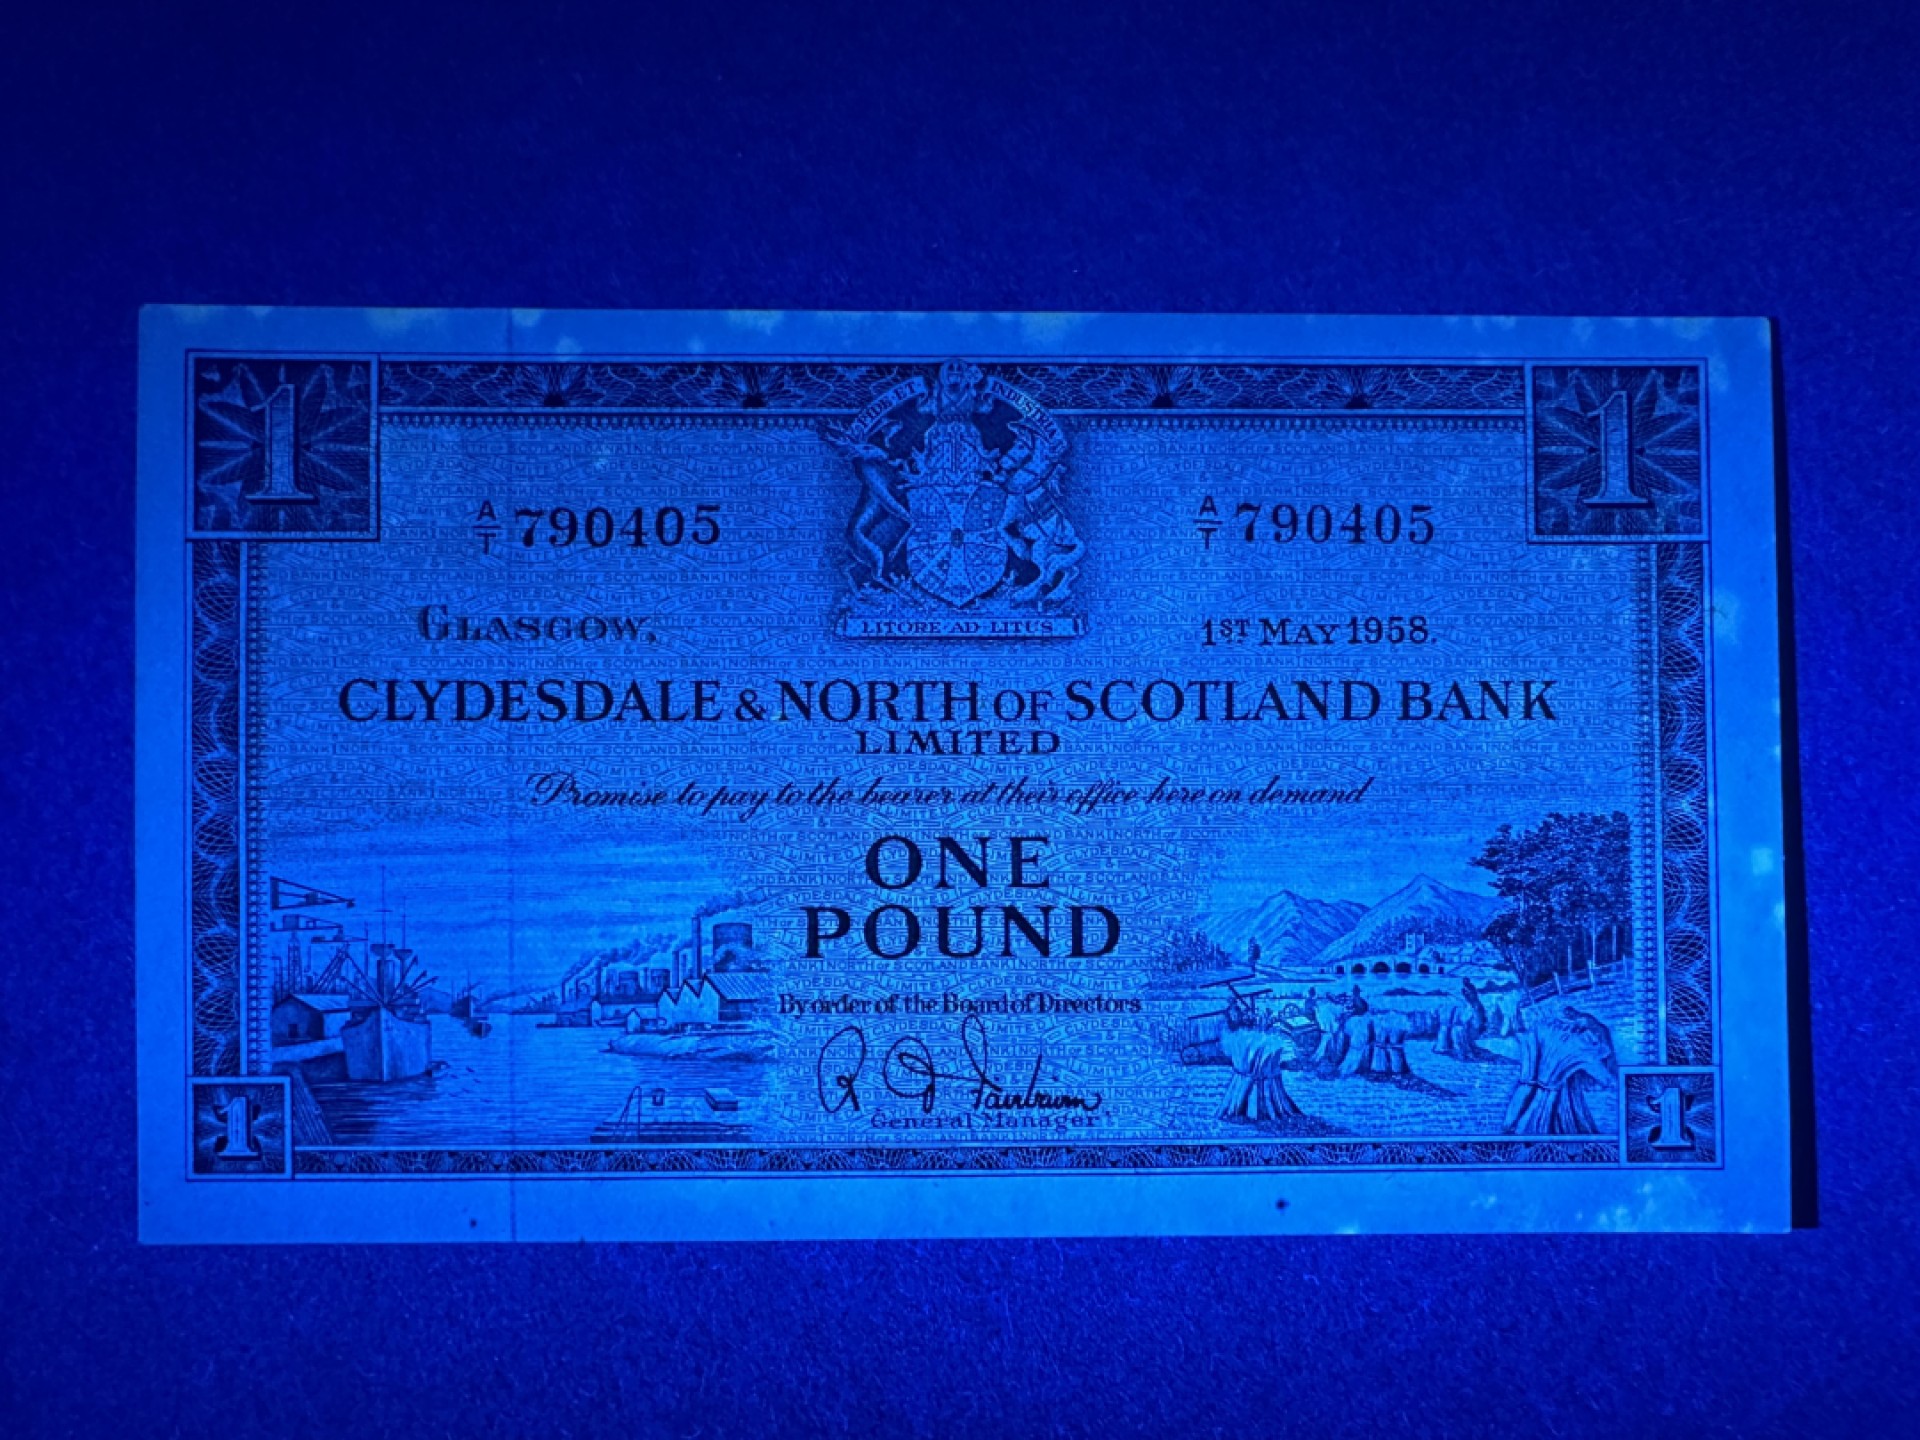 1 1
FIDE ET INDUSTRIA
A/T 790405 A/T 790405
LITORE AD LITUS
GLASGOW, 1ST MAY 1958.
CLYDESDALE & NORTH OF SCOTLAND BANK
LIMITED
Promise to pay to the bearer at their office here on demand
ONE
POUND
By order of the Board of Directors
R D Fairbairn
General Manager
1 1